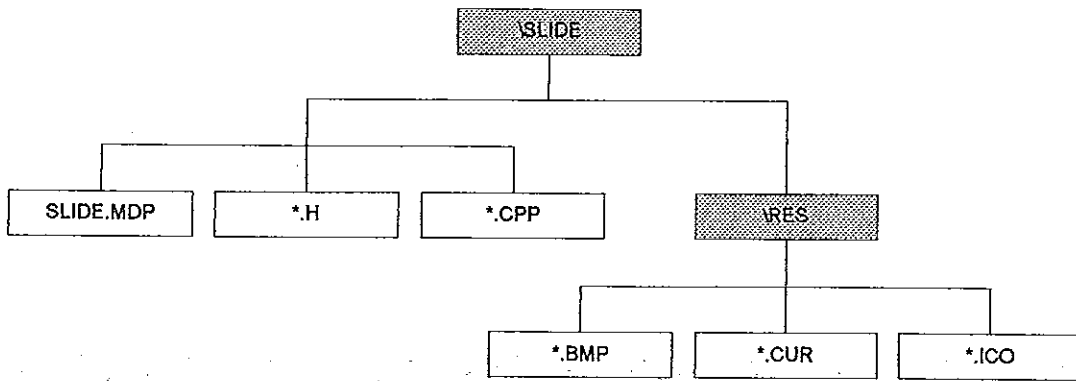 \SLIDE
SLIDE.MDP
*.H
*.CPP
\RES
*.BMP
*.CUR
*.ICO